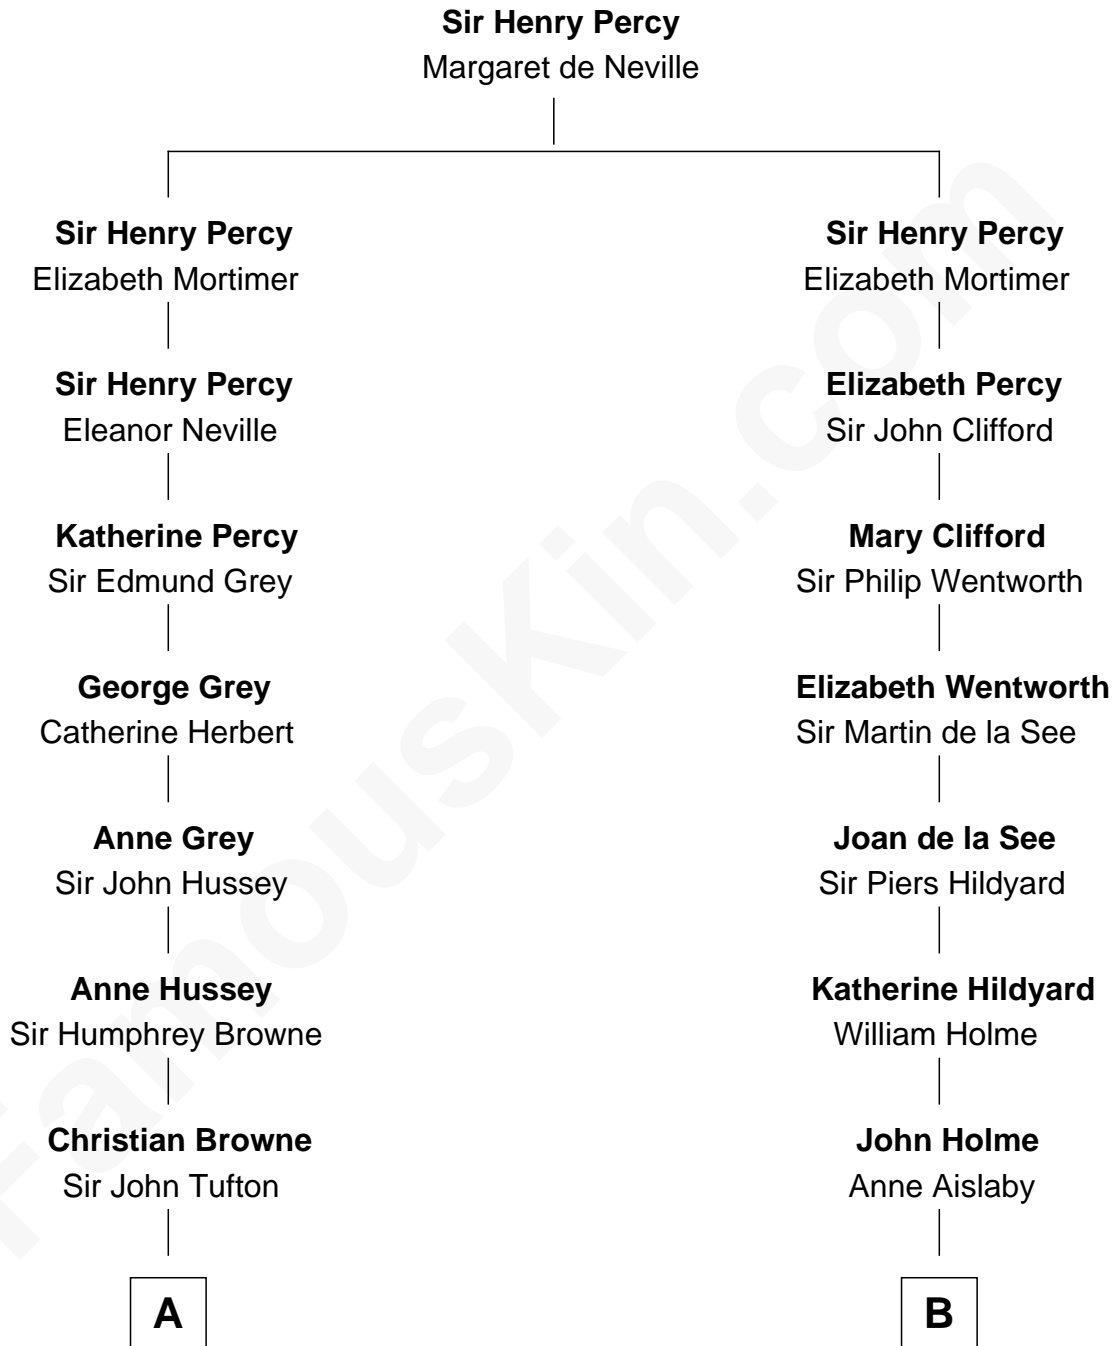 Sir Henry Percy
Margaret de Neville
Sir Henry Percy
Elizabeth Mortimer
Sir Henry Percy
Eleanor Neville
Katherine Percy
Sir Edmund Grey
George Grey
Catherine Herbert
Anne Grey
Sir John Hussey
Anne Hussey
Sir Humphrey Browne
Christian Browne
Sir John Tufton
A
Sir Henry Percy
Elizabeth Mortimer
Elizabeth Percy
Sir John Clifford
Mary Clifford
Sir Philip Wentworth
Elizabeth Wentworth
Sir Martin de la See
Joan de la See
Sir Piers Hildyard
Katherine Hildyard
William Holme
John Holme
Anne Aislaby
B
FamousKin.com